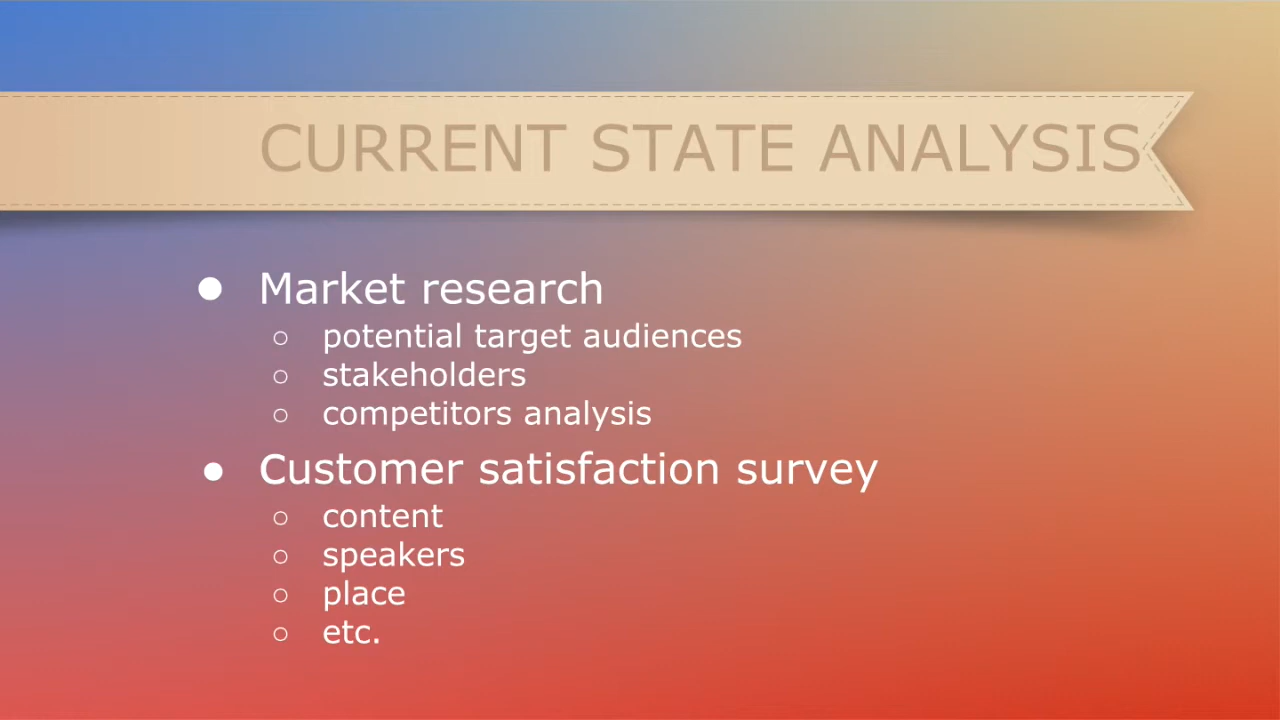 CURRENT STATE ANALYSIS
● Market research
○ potential target audiences
○ stakeholders
○ competitors analysis
● Customer satisfaction survey
○ content
○ speakers
○ place
○ etc.